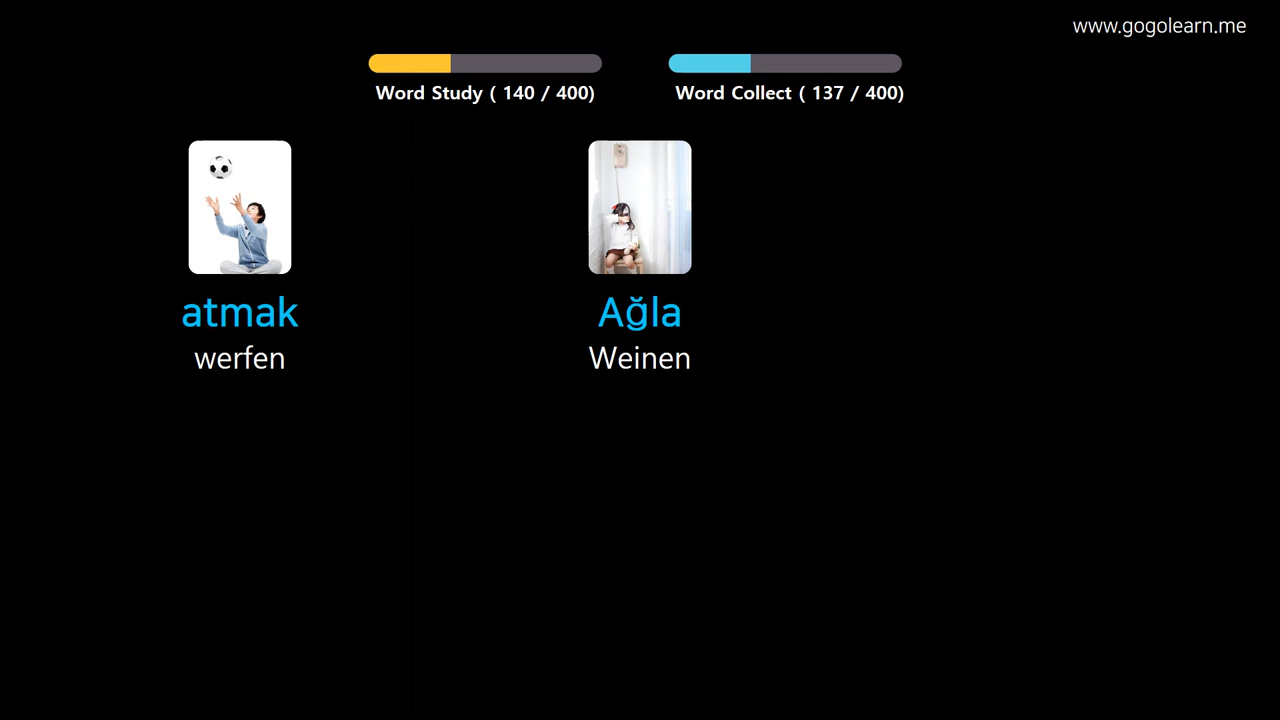 www.gogolearn.me
Word Study ( 140 / 400)
Word Collect ( 137 / 400)
atmak
werfen
Ağla
Weinen